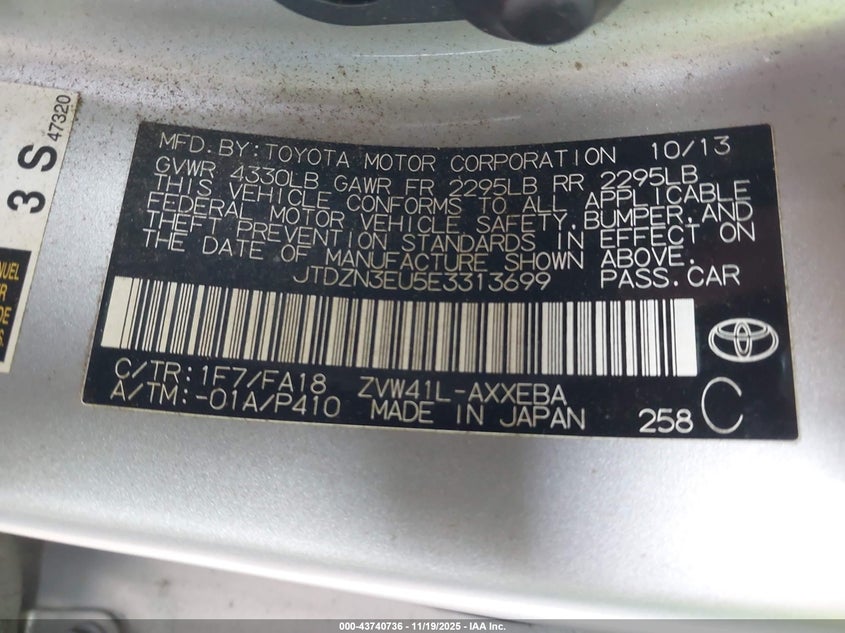 MFD. BY: TOYOTA MOTOR CORPORATION 10/13
GVWR 4330LB GAWR FR 2295LB RR 2295LB
THIS VEHICLE CONFORMS TO ALL APPLICABLE
FEDERAL MOTOR VEHICLE SAFETY, BUMPER, AND
THEFT PREVENTION STANDARDS IN EFFECT ON
THE DATE OF MANUFACTURE SHOWN ABOVE.
JTDZN3EU5E3313699 PASS.CAR
C/TR: 1F7/FA18 ZVW41L-AXXEBA
A/TM: -01A/P410 MADE IN JAPAN 258 C
3 S 47320
NUEL
ER
DE
S
000-43740736 - 11/19/2025 - IAA Inc.